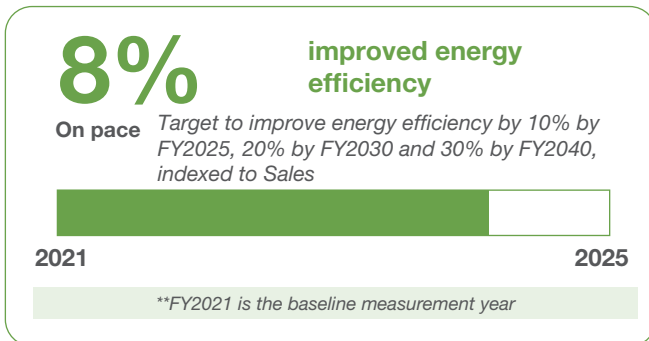 8%
improved energy
efficiency
On pace
Target to improve energy efficiency by 10% by
FY2025, 20% by FY2030 and 30% by FY2040,
indexed to Sales
2021
2025
**FY2021 is the baseline measurement year